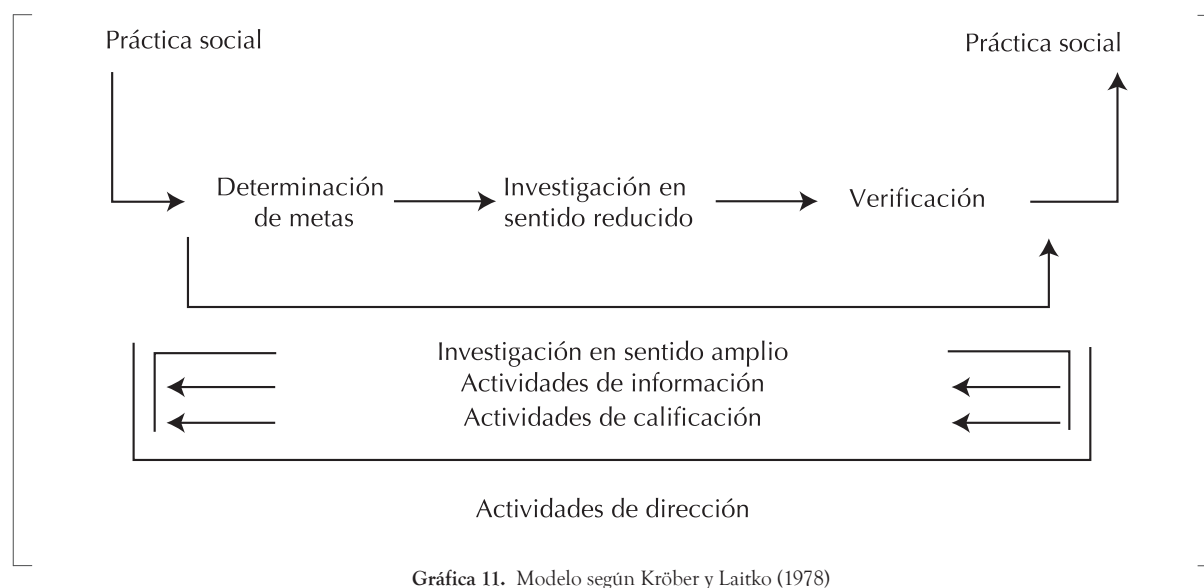 Práctica social
Práctica social
Determinación
de metas
Investigación en
sentido reducido
Verificación
Investigación en sentido amplio
Actividades de información
Actividades de calificación
Actividades de dirección
Gráfica 11. Modelo según Kröber y Laitko (1978)